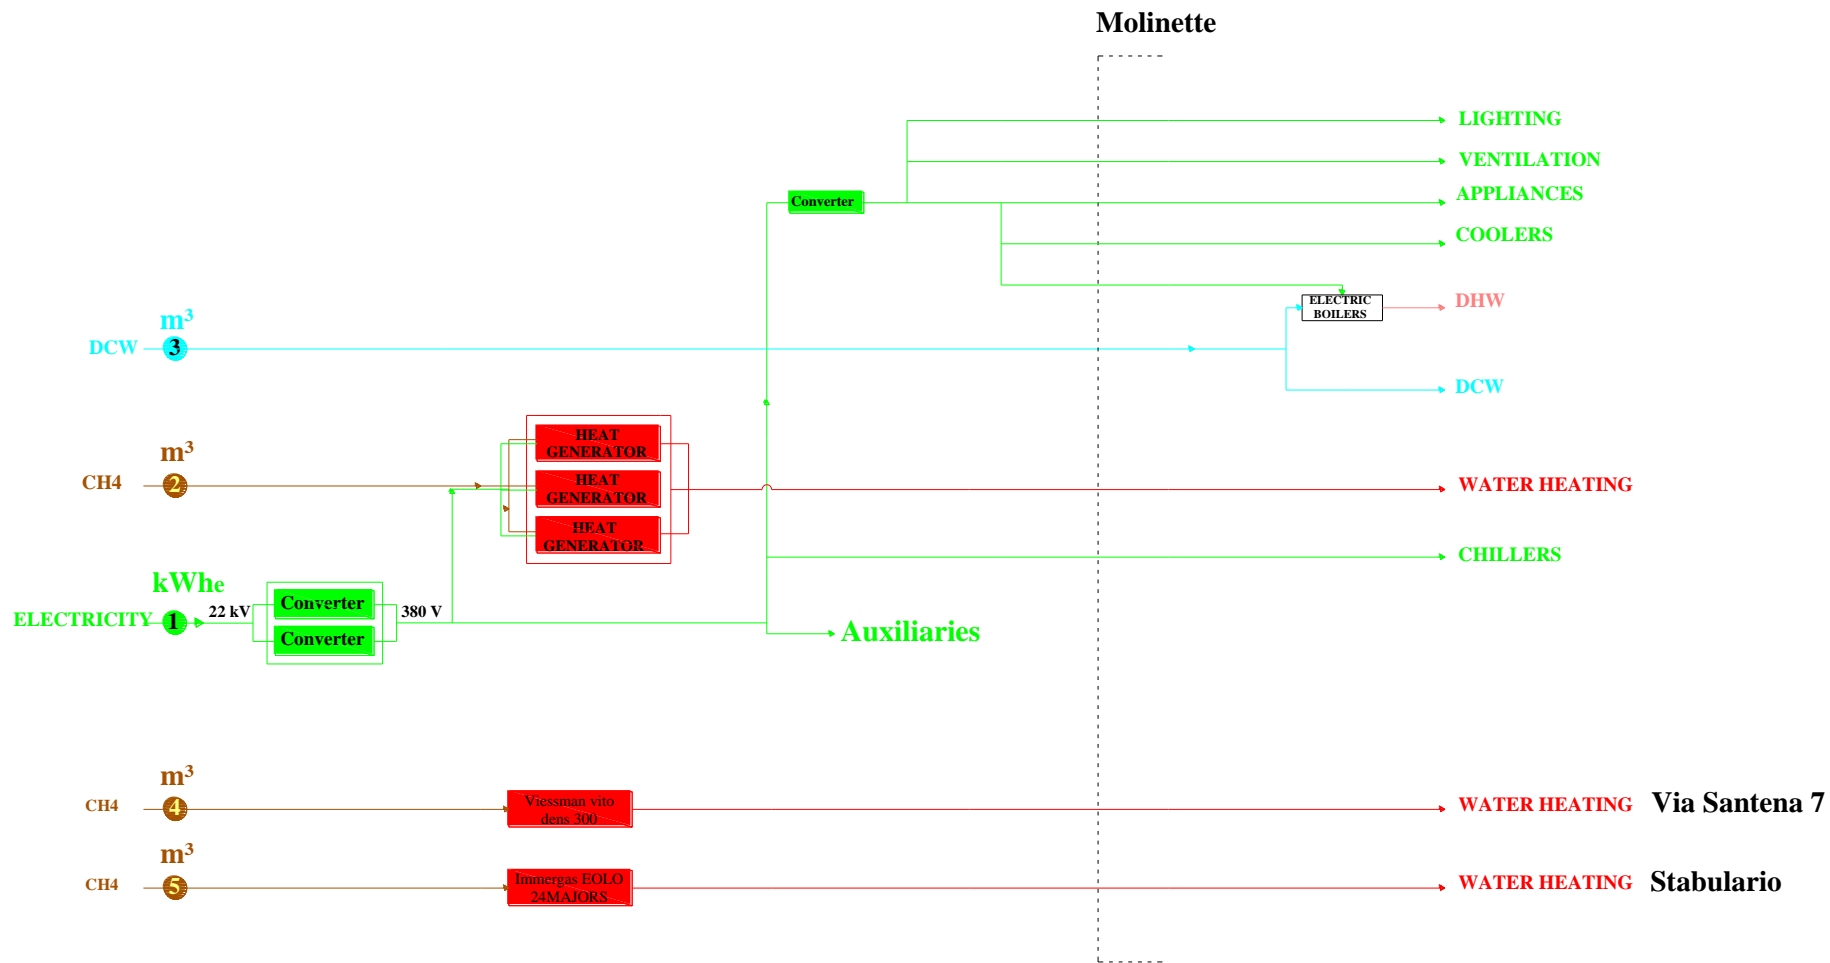 Molinette
LIGHTING
VENTILATION
Converter
APPLIANCES
COOLERS
ELECTRIC
BOILERS
DHW
m³
DCW
3
DCW
HEAT
GENERATOR
m³
CH4
2
HEAT
GENERATOR
WATER HEATING
HEAT
GENERATOR
CHILLERS
kWhe
ELECTRICITY
1
22 kV
Converter
380 V
Converter
Auxiliaries
m³
CH4
4
Viessman vito
dens 300
WATER HEATING
Via Santena 7
m³
CH4
5
Immergas EOLO
24MAJORS
WATER HEATING
Stabulario